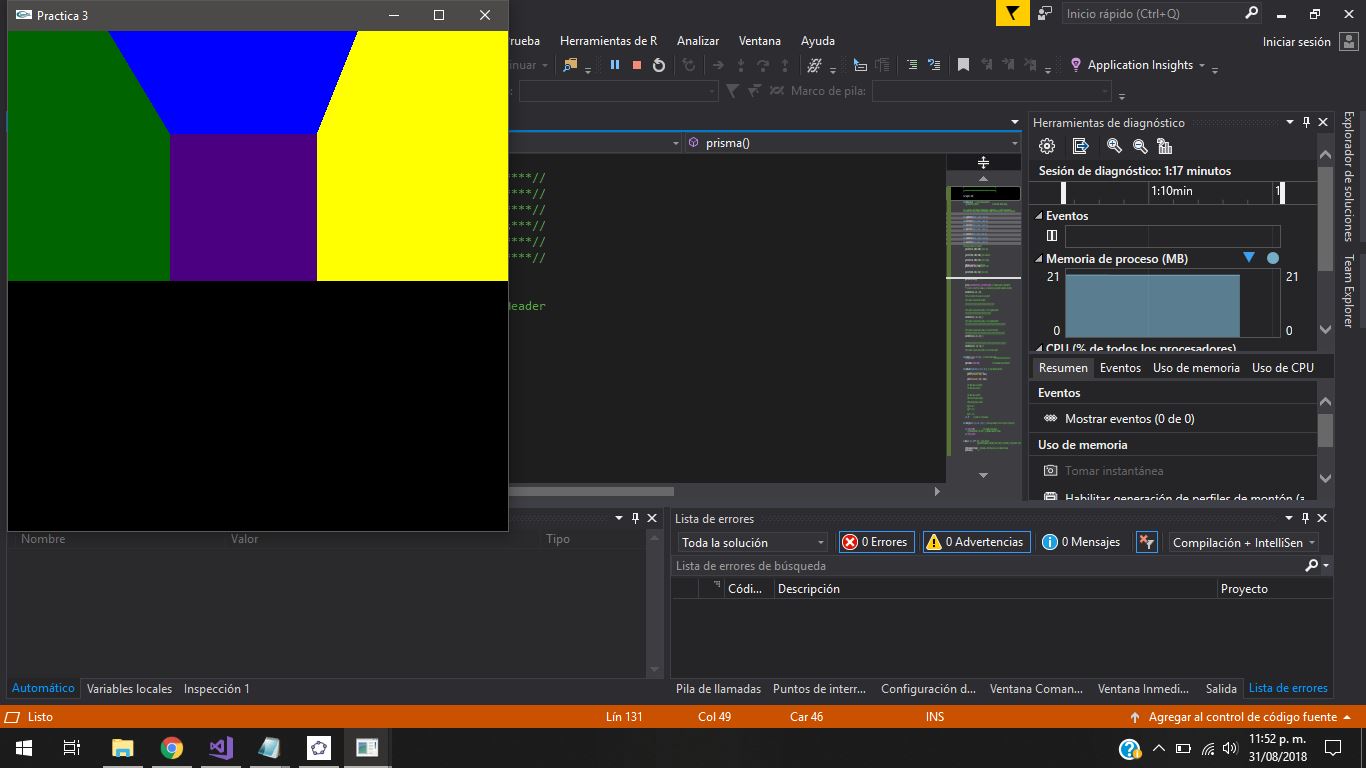 Practica 3
Inicio rápido (Ctrl+Q)
rueba Herramientas de R Analizar Ventana Ayuda
Iniciar sesión
nuar
Application Insights
Marco de pila:
Herramientas de diagnóstico
prisma()
Sesión de diagnóstico: 1:17 minutos
1:10min 1
Eventos
Memoria de proceso (MB)
21 21
0 0
CPU (% de todos los procesadores)
Resumen Eventos Uso de memoria Uso de CPU
Eventos
Mostrar eventos (0 de 0)
Uso de memoria
Tomar instantánea
Habilitar generación de perfiles de montón (a
Explorador de soluciones
Team Explorer
****//
****//
****//
****//
****//
****//
Header
Nombre Valor Tipo
Automático Variables locales Inspección 1
Lista de errores
Toda la solución 0 Errores 0 Advertencias 0 Mensajes Compilación + IntelliSen
Lista de errores de búsqueda
Códi... Descripción Proyecto
Pila de llamadas Puntos de interr... Configuración d... Ventana Coman... Ventana Inmedi... Salida Lista de errores
Listo Lín 131 Col 49 Car 46 INS Agregar al control de código fuente
11:52 p. m.
31/08/2018